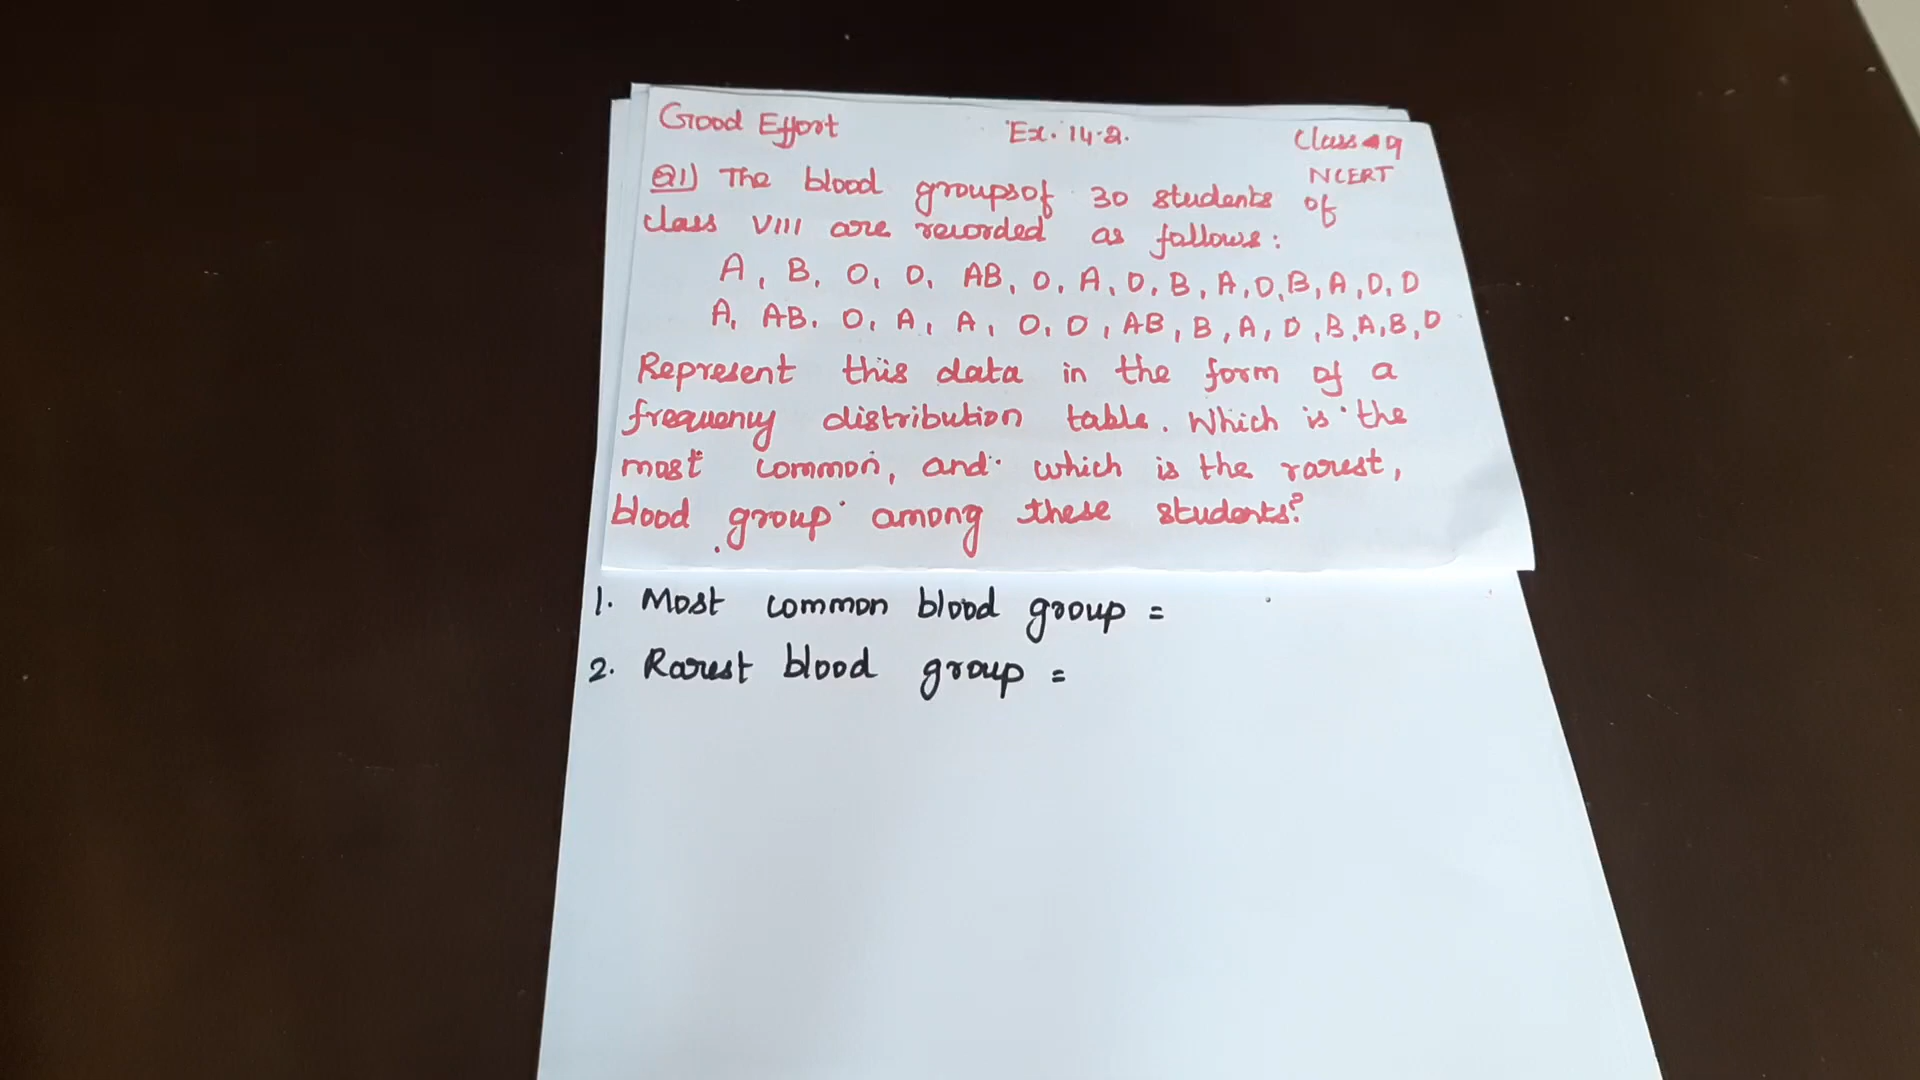 Good Effort Ex. 14.2. Class 9
NCERT
Q1) The blood groups of 30 students of
class VIII are recorded as follows:
A, B, O, O, AB, O, A, O, B, A, O, B, A, O, O
A, AB, O, A, A, O, O, AB, B, A, O, B, A, B, O
Represent this data in the form of a
frequency distribution table. Which is the
most common, and which is the rarest,
blood group among these students?
1. Most common blood group =
2. Rarest blood group =